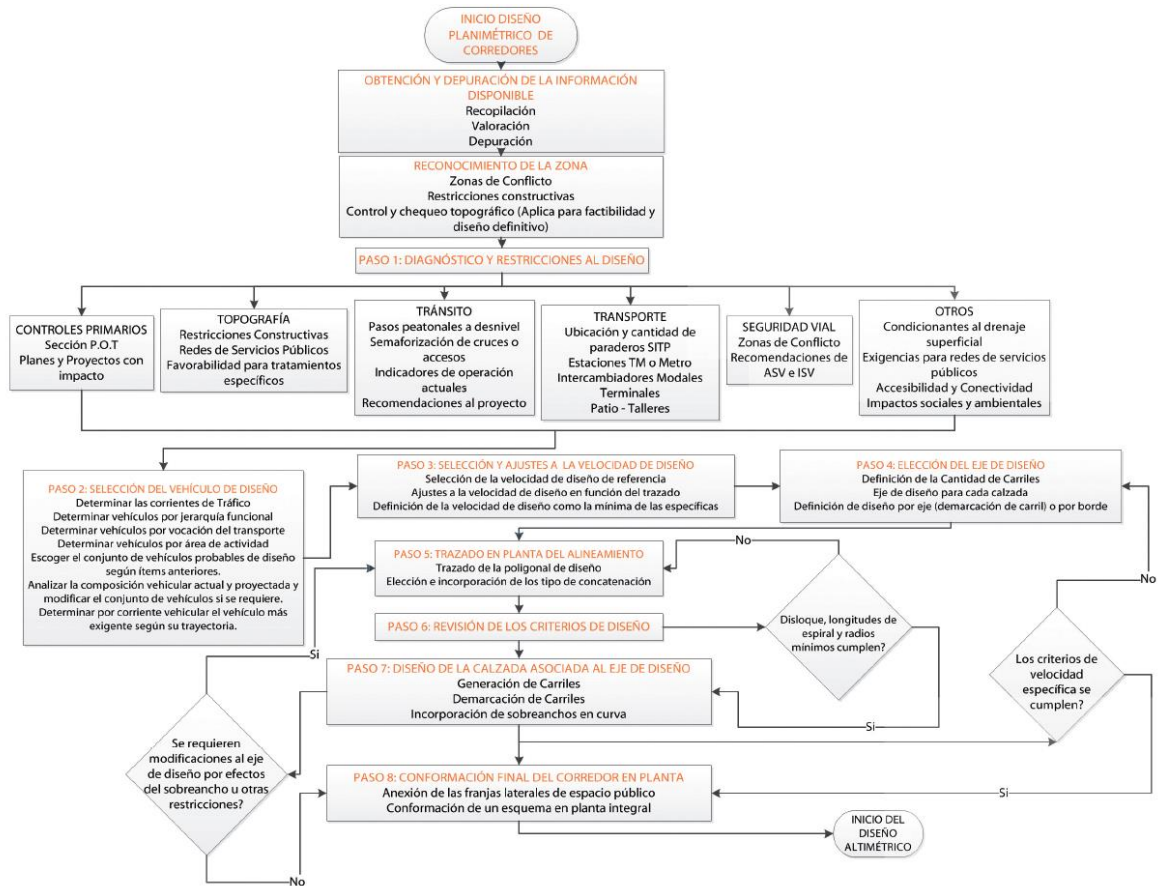 INICIO DISEÑO
PLANIMÉTRICO DE
CORREDORES
OBTENCIÓN Y DEPURACIÓN DE LA INFORMACIÓN
DISPONIBLE
Recopilación
Valoración
Depuración
RECONOCIMIENTO DE LA ZONA
Zonas de Conflicto
Restricciones constructivas
Control y chequeo topográfico (Aplica para factibilidad y
diseño definitivo)
PASO 1: DIAGNÓSTICO Y RESTRICCIONES AL DISEÑO
CONTROLES PRIMARIOS
Sección P.O.T
Planes y Proyectos con
impacto
TOPOGRAFÍA
Restricciones Constructivas
Redes de Servicios Públicos
Favorabilidad para tratamientos
específicos
TRÁNSITO
Pasos peatonales a desnivel
Semaforización de cruces o
accesos
Indicadores de operación
actuales
Recomendaciones al proyecto
TRANSPORTE
Ubicación y cantidad de
paraderos SITP
Estaciones TM o Metro
Intercambiadores Modales
Terminales
Patio - Talleres
SEGURIDAD VIAL
Zonas de Conflicto
Recomendaciones de
ASV e ISV
OTROS
Condicionantes al drenaje
superficial
Exigencias para redes de servicios
públicos
Accesibilidad y Conectividad
Impactos sociales y ambientales
PASO 2: SELECCIÓN DEL VEHÍCULO DE DISEÑO
Determinar las corrientes de Tráfico
Determinar vehículos por jerarquía funcional
Determinar vehículos por vocación del transporte
Determinar vehículos por área de actividad
Escoger el conjunto de vehículos probables de diseño
según ítems anteriores.
Analizar la composición vehicular actual y proyectada y
modificar el conjunto de vehículos si se requiere.
Determinar por corriente vehicular el vehículo más
exigente según su trayectoria.
PASO 3: SELECCIÓN Y AJUSTES A LA VELOCIDAD DE DISEÑO
Selección de la velocidad de diseño de referencia
Ajustes a la velocidad de diseño en función del trazado
Definición de la velocidad de diseño como la mínima de las específicas
PASO 4: ELECCIÓN DEL EJE DE DISEÑO
Definición de la Cantidad de Carriles
Eje de diseño para cada calzada
Definición de diseño por eje (demarcación de carril) o por borde
PASO 5: TRAZADO EN PLANTA DEL ALINEAMIENTO
Trazado de la poligonal de diseño
Elección e incorporación de los tipo de concatenación
No
No
PASO 6: REVISIÓN DE LOS CRITERIOS DE DISEÑO
Disloque, longitudes de
espiral y radios
mínimos cumplen?
Si
PASO 7: DISEÑO DE LA CALZADA ASOCIADA AL EJE DE DISEÑO
Generación de Carriles
Demarcación de Carriles
Incorporación de sobreanchos en curva
Los criterios de
velocidad
específica se
cumplen?
Si
Se requieren
modificaciones al eje
de diseño por efectos
del sobreancho u otras
restricciones?
PASO 8: CONFORMACIÓN FINAL DEL CORREDOR EN PLANTA
Anexión de las franjas laterales de espacio público
Conformación de un esquema en planta integral
Si
INICIO DEL
DISEÑO
ALTIMÉTRICO
No